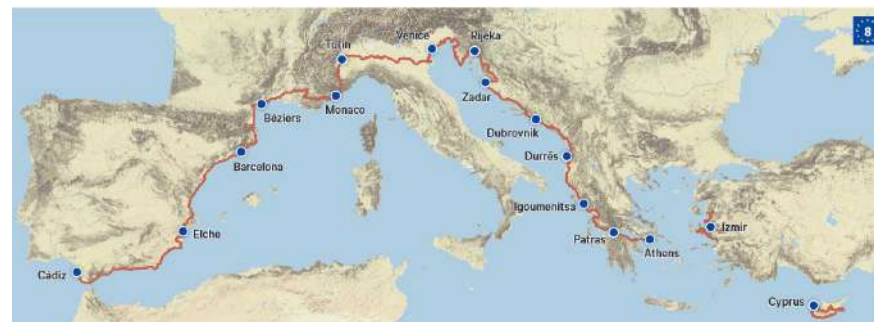 8
Venice
Rijeka
Turin
Zadar
Monaco
Béziers
Dubrovnik
Barcelona
Durrës
Igoumenitsa
Elche
Patras
Athens
Izmir
Cádiz
Cyprus